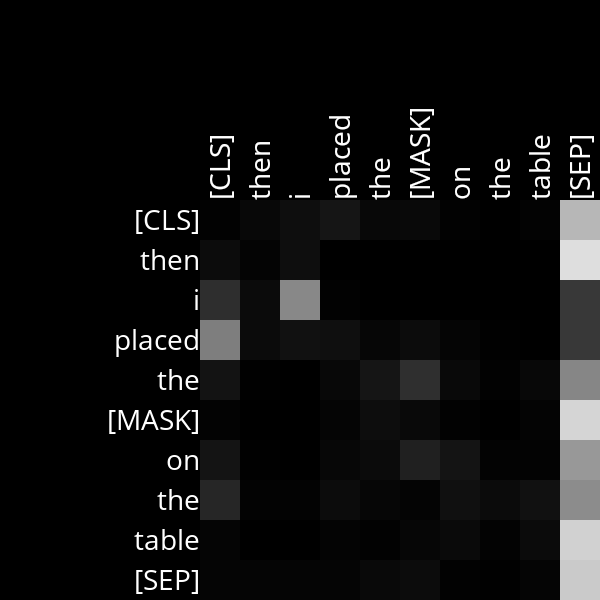 [CLS] then i placed the [MASK] on the table [SEP]
[CLS]
then
i
placed
the
[MASK]
on
the
table
[SEP]